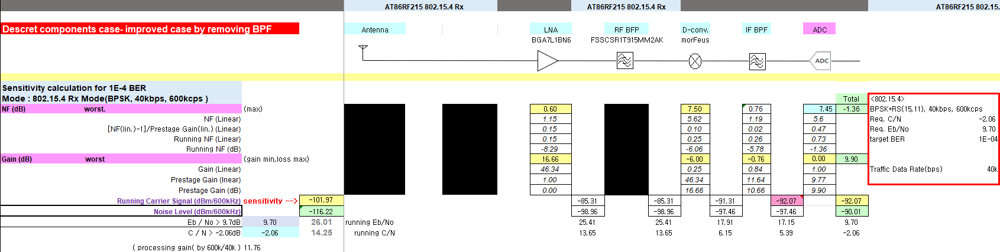 AT86RF215 802.15.4 Rx AT86RF215 802.15.4 Rx AT86RF215 802.15.
Descret components case- improved case by removing BPF Antenna LNA RF BFP D-conv. IF BPF ADC
BGA7L1BN6 FSSCSR1T915MM2AK morFeus
ADC
Sensitivity calculation for 1E-4 BER
Mode : 802.15.4 Rx Mode(BPSK, 40kbps, 600kcps ) Total <802.15.4>
NF (dB) worst. (max) 0.60 7.50 0.76 7.45 -1.36 BPSK+RS(15,11), 40kbps, 600kcps
NF (Linear) 1.15 5.62 1.19 5.6 Req. C/N -2.06
[NF(lin.)-1]/Prestage Gain(lin.) (Linear) 0.15 0.10 0.02 0.47 Req. Eb/No 9.70
Running NF (Linear) 0.15 0.25 0.26 0.73 target BER 1E-04
Running NF (dB) -8.29 -6.06 -5.78 -1.36
Gain (dB) worst (gain min,loss max) 16.66 -6.00 -0.76 0.00 9.90
Gain (Linear) 46.34 0.25 0.84 1.00 Traffic Data Rate(bps) 40k
Prestage Gain (lnear) 1.00 46.34 11.64 9.77
Prestage Gain (dB) 0.00 16.66 10.66 9.90
Running Carrier Signal (dBm/600kHz) sensitivity --> -101.97 -85.31 -85.31 -91.31 -92.07 -92.07
Noise Level (dBm/600kHz) -116.22 -98.96 -98.96 -97.46 -97.46 -90.01
Eb / No > 9.7dB 9.70 26.01 running Eb/No 25.41 25.41 17.91 17.15 9.70
C / N > -2.06dB -2.06 14.25 running C/N 13.65 13.65 6.15 5.39 -2.06
( processing gain( by 600k/40k ) 11.76